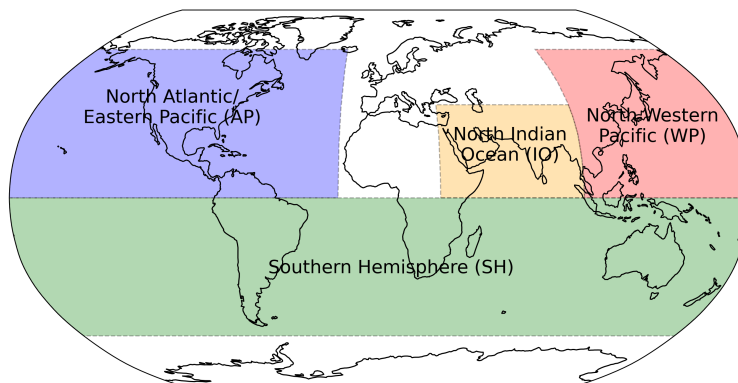 North Atlantic/
Eastern Pacific (AP)
North Indian
Ocean (IO)
North-Western
Pacific (WP)
Southern Hemisphere (SH)